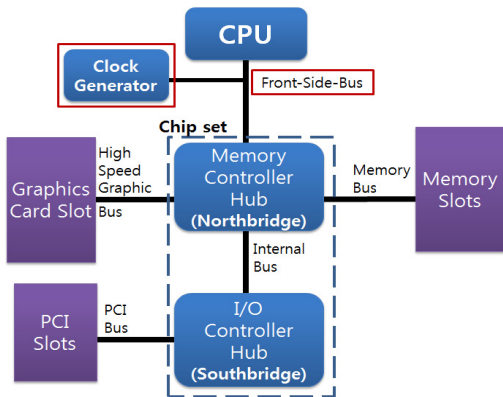 CPU
Clock
Generator
Front-Side-Bus
Chip set
High
Speed
Graphic
Bus
Graphics
Card Slot
Memory
Controller
Hub
(Northbridge)
Memory
Bus
Memory
Slots
Internal
Bus
PCI
Slots
PCI
Bus
I/O
Controller
Hub
(Southbridge)